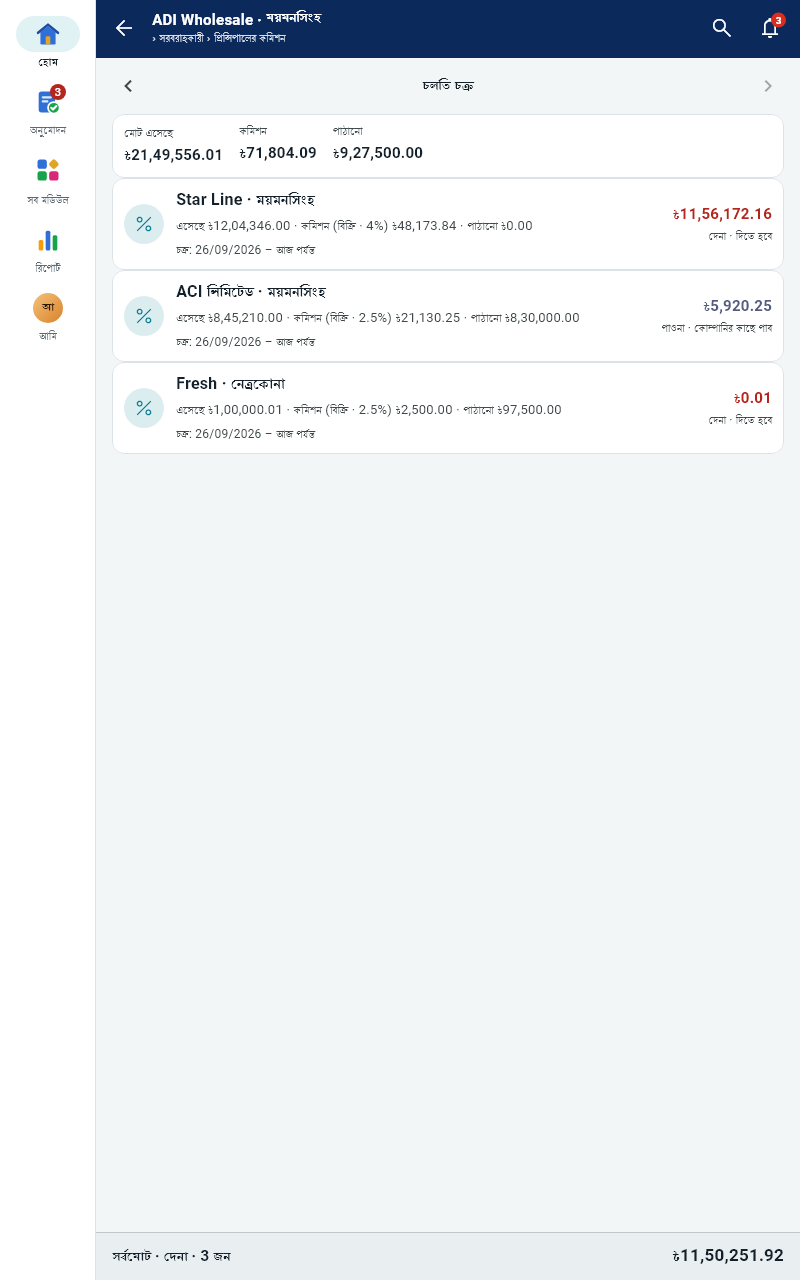 ADI Wholesale · ময়মনসিংহ
› সরবরাহকারী › প্রিন্সিপালের কমিশন
3
হোম
3
অনুমোদন
সব মডিউল
রিপোর্ট
আ
আমি
চলতি চক্র
মোট এসেছে
৳21,49,556.01
কমিশন
৳71,804.09
পাঠানো
৳9,27,500.00
Star Line · ময়মনসিংহ
এসেছে ৳12,04,346.00 · কমিশন (বিক্রি · 4%) ৳48,173.84 · পাঠানো ৳0.00
চক্র: 26/09/2026 – আজ পর্যন্ত
৳11,56,172.16
দেনা · দিতে হবে
ACI লিমিটেড · ময়মনসিংহ
এসেছে ৳8,45,210.00 · কমিশন (বিক্রি · 2.5%) ৳21,130.25 · পাঠানো ৳8,30,000.00
চক্র: 26/09/2026 – আজ পর্যন্ত
৳5,920.25
পাওনা · কোম্পানির কাছে পাব
Fresh · নেত্রকোনা
এসেছে ৳1,00,000.01 · কমিশন (বিক্রি · 2.5%) ৳2,500.00 · পাঠানো ৳97,500.00
চক্র: 26/09/2026 – আজ পর্যন্ত
৳0.01
দেনা · দিতে হবে
সর্বমোট · দেনা · 3 জন
৳11,50,251.92